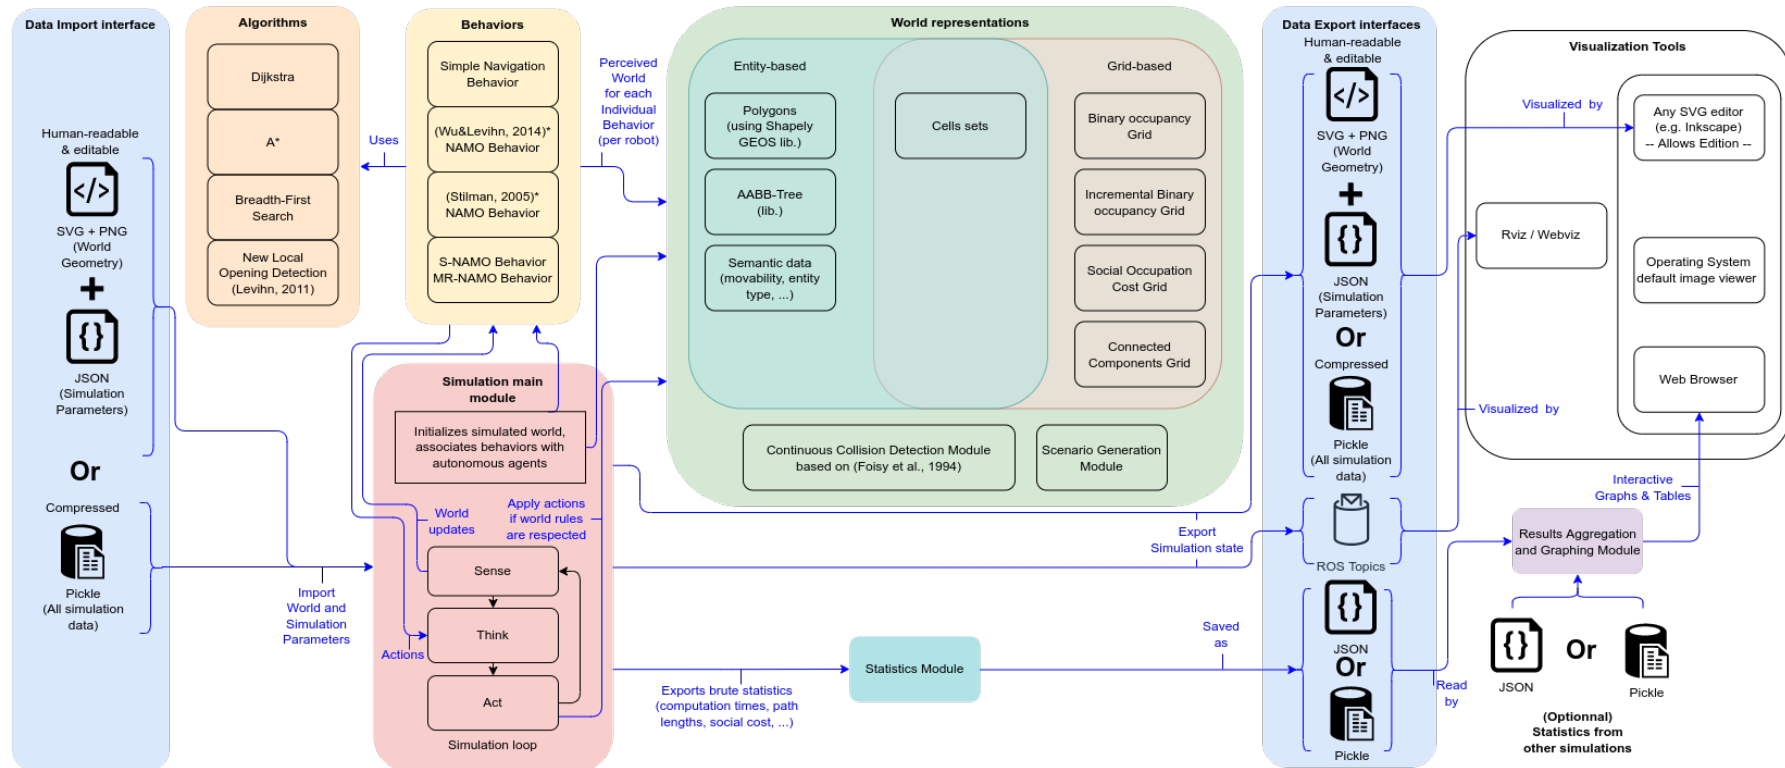 Data Import interface
Human-readable
& editable
SVG + PNG
(World
Geometry)
JSON
(Simulation
Parameters)
Or
Compressed
Pickle
(All simulation
data)
Import
World and
Simulation
Parameters
Algorithms
Dijkstra
A*
Breadth-First
Search
New Local
Opening Detection
(Levihn, 2011)
Uses
Behaviors
Simple Navigation
Behavior
(Wu&Levihn, 2014)*
NAMO Behavior
(Stilman, 2005)*
NAMO Behavior
S-NAMO Behavior
MR-NAMO Behavior
Perceived
World
for each
Individual
Behavior
(per robot)
Simulation main
module
Initializes simulated world,
associates behaviors with
autonomous agents
World
updates
Apply actions
if world rules
are respected
Sense
Think
Actions
Act
Simulation loop
World representations
Entity-based
Polygons
(using Shapely
GEOS lib.)
AABB-Tree
(lib.)
Semantic data
(movability, entity
type, ...)
Cells sets
Grid-based
Binary occupancy
Grid
Incremental Binary
occupancy Grid
Social Occupation
Cost Grid
Connected
Components Grid
Continuous Collision Detection Module
based on (Foisy et al., 1994)
Scenario Generation
Module
Export
Simulation state
Exports brute statistics
(computation times, path
lengths, social cost, ...)
Statistics Module
Saved
as
Data Export interfaces
Human-readable
& editable
SVG + PNG
(World
Geometry)
JSON
(Simulation
Parameters)
Or
Compressed
Pickle
(All simulation
data)
ROS Topics
JSON
Or
Pickle
Visualized by
Visualized by
Read
by
Visualization Tools
Any SVG editor
(e.g. Inkscape)
-- Allows Edition --
Rviz / Webviz
Operating System
default image viewer
Web Browser
Interactive
Graphs & Tables
Results Aggregation
and Graphing Module
JSON
Or
Pickle
(Optionnal)
Statistics from
other simulations